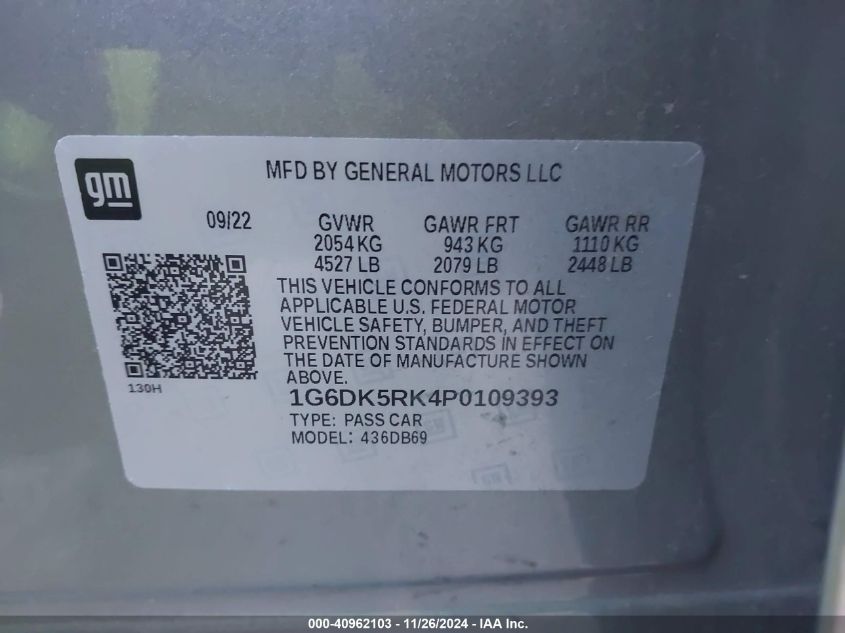 gm
MFD BY GENERAL MOTORS LLC
09/22 GVWR GAWR FRT GAWR RR
2054 KG 943 KG 1110 KG
4527 LB 2079 LB 2448 LB
THIS VEHICLE CONFORMS TO ALL
APPLICABLE U.S. FEDERAL MOTOR
VEHICLE SAFETY, BUMPER, AND THEFT
PREVENTION STANDARDS IN EFFECT ON
THE DATE OF MANUFACTURE SHOWN
ABOVE.
130H
1G6DK5RK4P0109393
TYPE: PASS CAR
MODEL: 436DB69
000-40962103 - 11/26/2024 - IAA Inc.